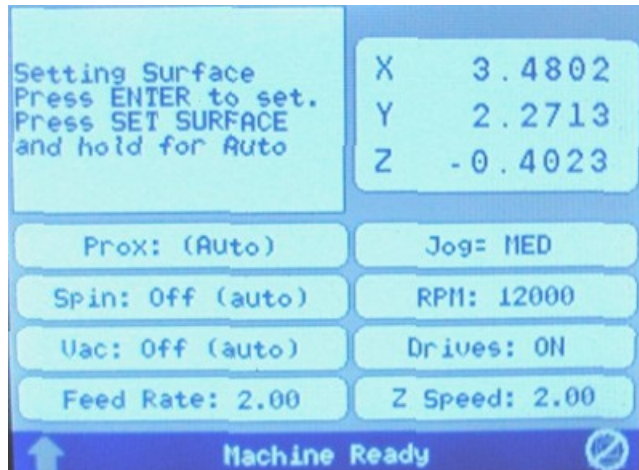 Setting Surface
Press ENTER to set.
Press SET SURFACE
and hold for Auto
X 3.4802
Y 2.2713
Z -0.4023
Prox: (Auto)
Jog= MED
Spin: Off (auto)
RPM: 12000
Vac: Off (auto)
Drives: ON
Feed Rate: 2.00
Z Speed: 2.00
Machine Ready